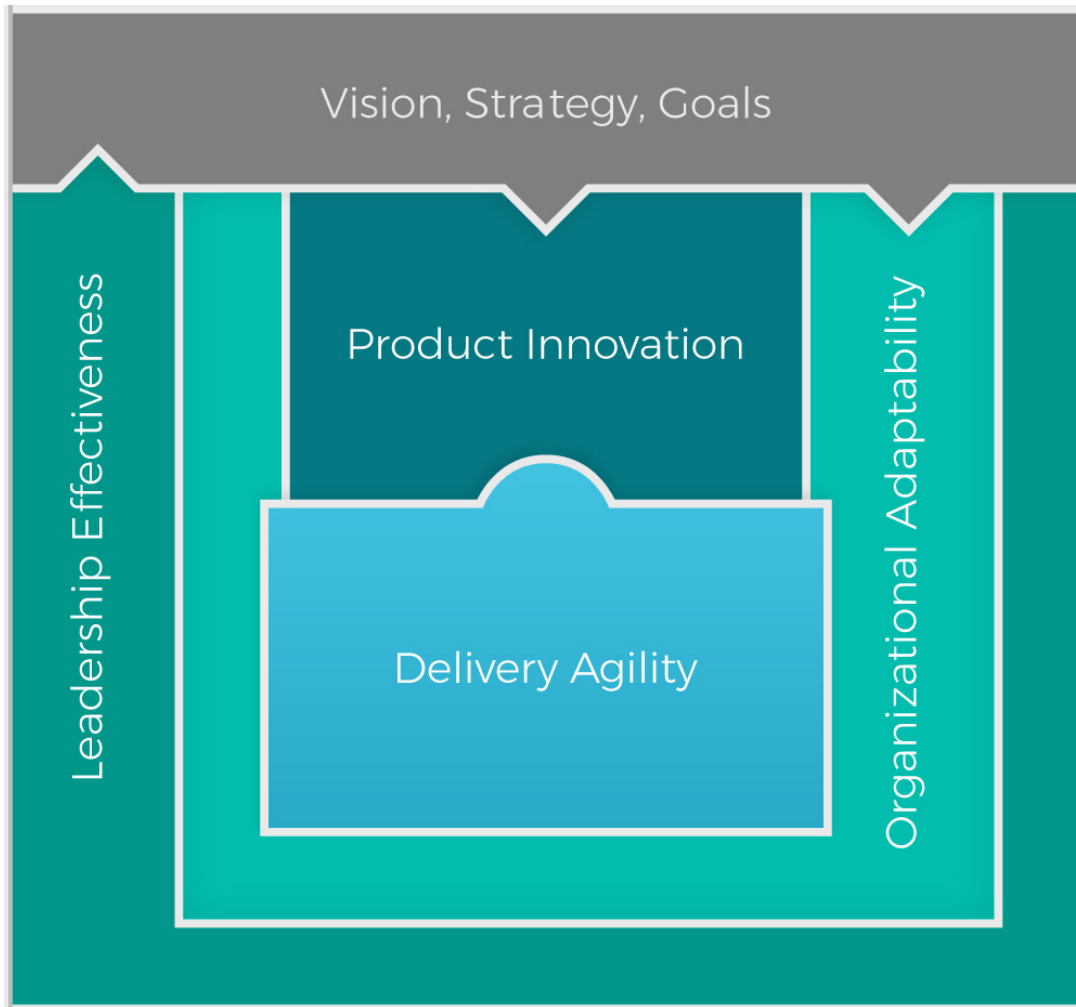 Vision, Strategy, Goals
Leadership Effectiveness
Product Innovation
Organizational Adaptability
Delivery Agility